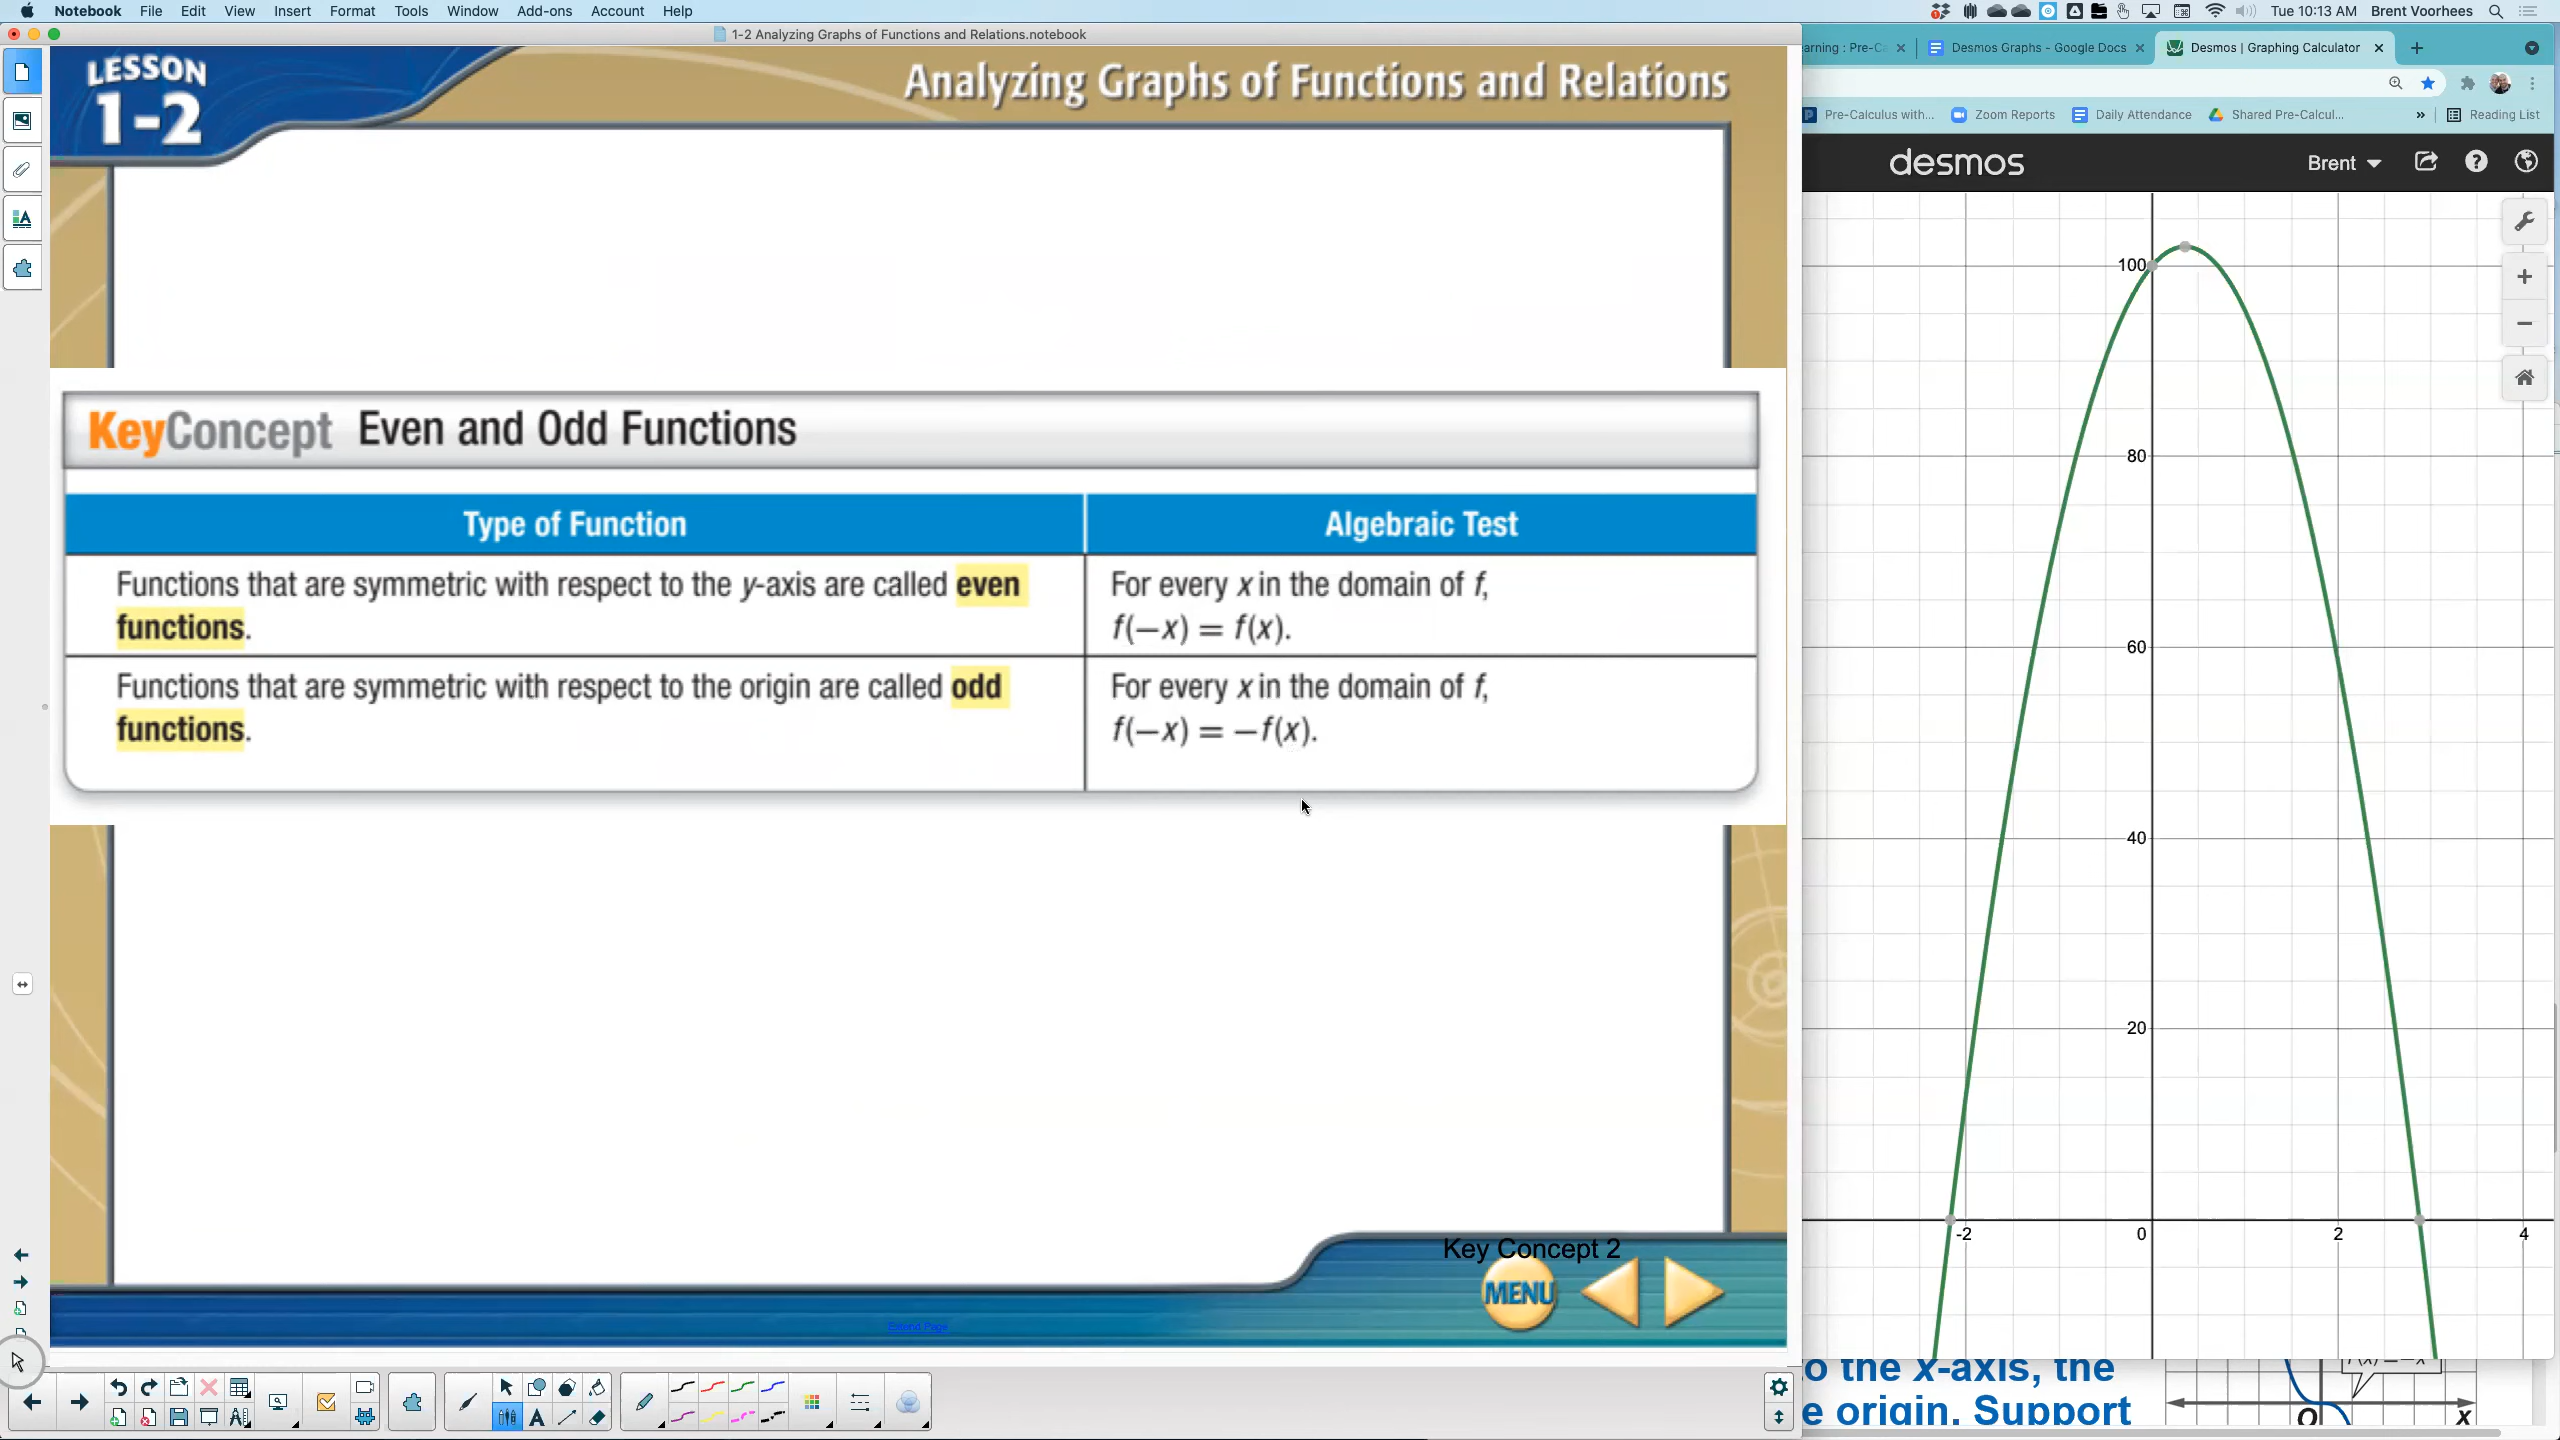 Notebook File Edit View Insert Format Tools Window Add-ons Account Help
Tue 10:13 AM Brent Voorhees
1-2 Analyzing Graphs of Functions and Relations.notebook
LESSON
1-2
Analyzing Graphs of Functions and Relations
KeyConcept Even and Odd Functions
Type of Function
Algebraic Test
Functions that are symmetric with respect to the y-axis are called even
functions.
For every x in the domain of f,
f(−x) = f(x).
Functions that are symmetric with respect to the origin are called odd
functions.
For every x in the domain of f,
f(−x) = −f(x).
Key Concept 2
MENU
Extend Page
earning : Pre-Ca
Desmos Graphs - Google Docs
Desmos | Graphing Calculator
Pre-Calculus with...
Zoom Reports
Daily Attendance
Shared Pre-Calcul...
»
Reading List
desmos
Brent
100
80
60
40
20
-2
0
2
4
o the x-axis, the
e origin. Support
O
x